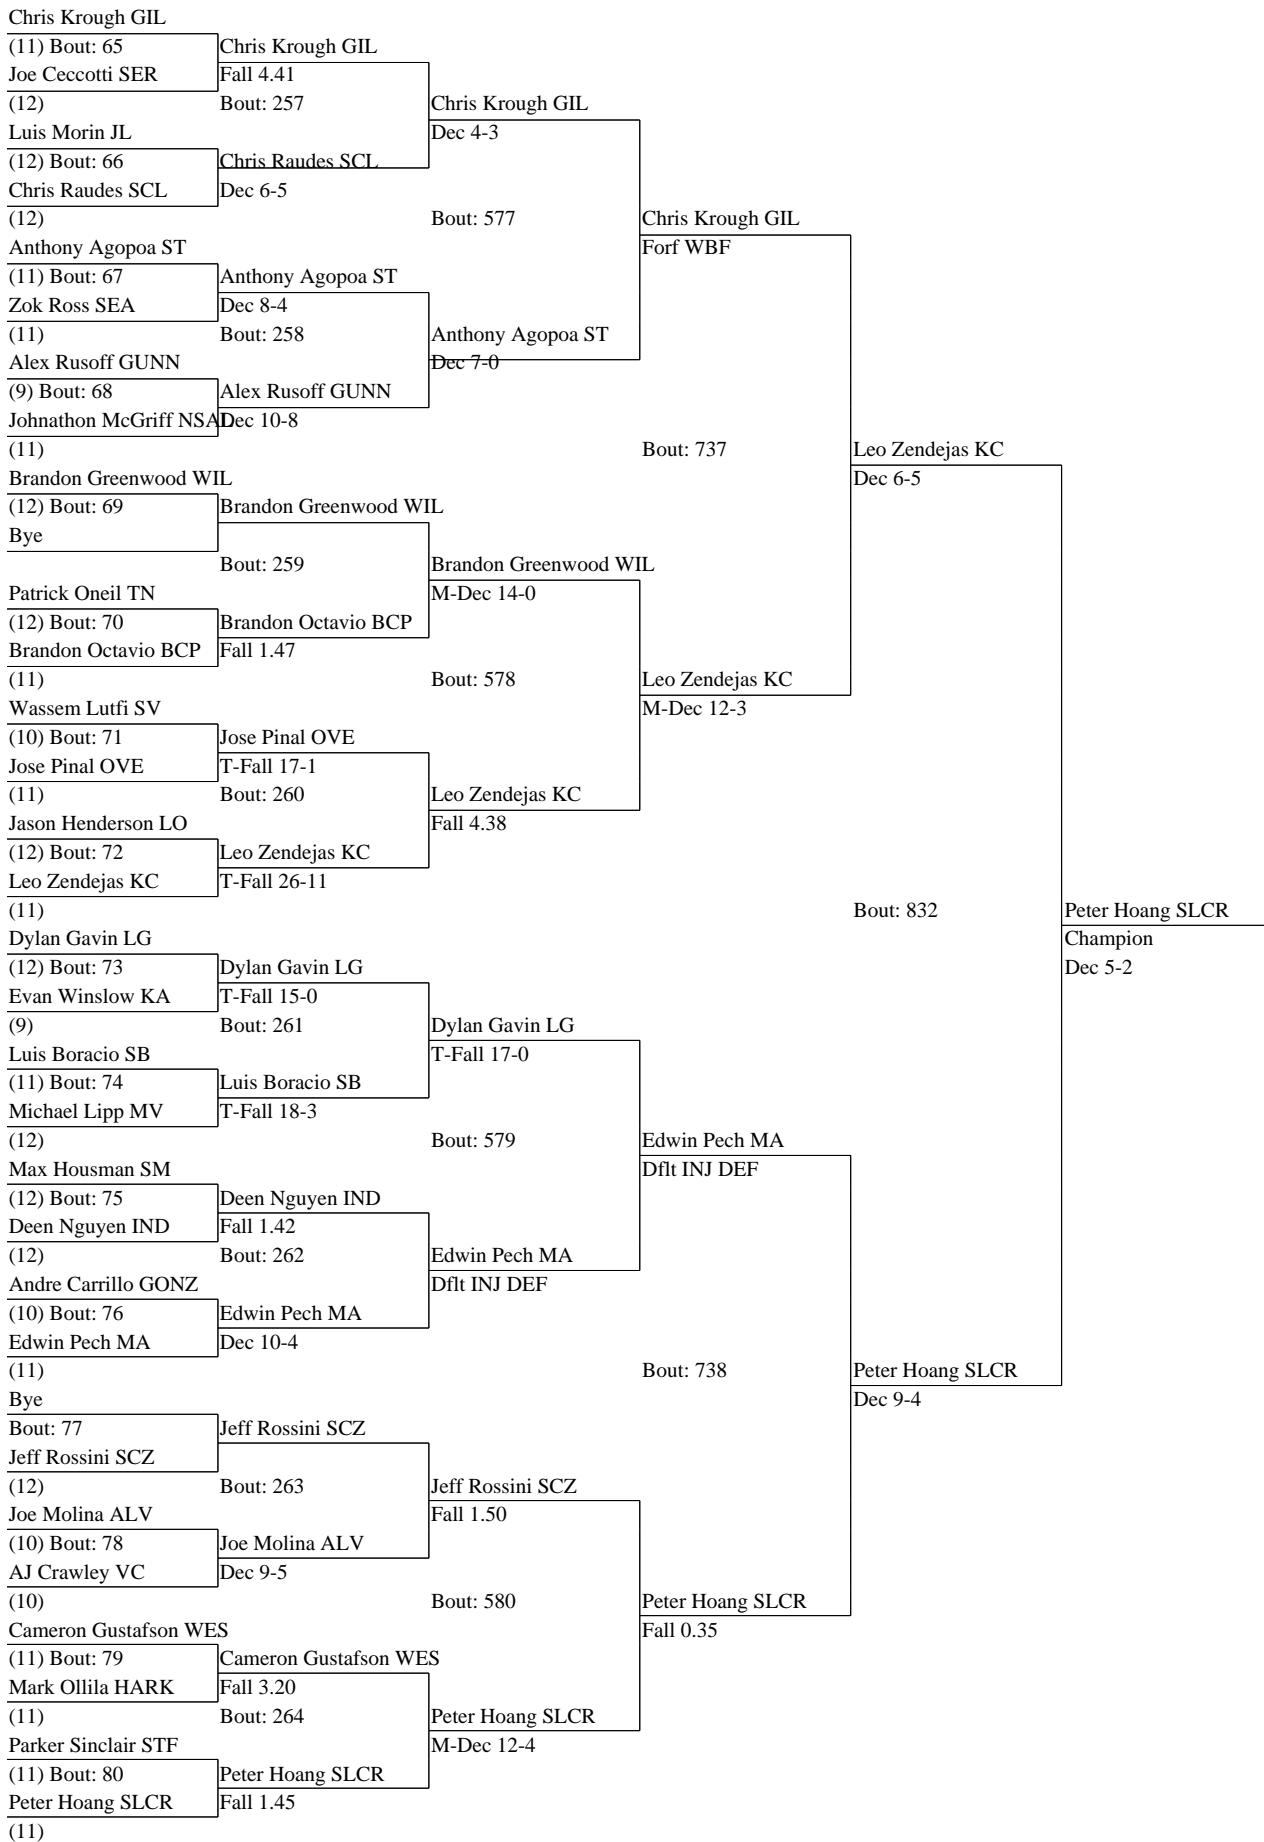 Chris Krough GIL
(11) Bout: 65 Chris Krough GIL
Joe Ceccotti SER Fall 4.41
(12) Bout: 257 Chris Krough GIL
Luis Morin JL Dec 4-3
(12) Bout: 66 Chris Raudes SCL
Chris Raudes SCL Dec 6-5
(12) Bout: 577 Chris Krough GIL
Anthony Agopoa ST Forf WBF
(11) Bout: 67 Anthony Agopoa ST
Zok Ross SEA Dec 8-4
(11) Bout: 258 Anthony Agopoa ST
Alex Rusoff GUNN Dec 7-0
(9) Bout: 68 Alex Rusoff GUNN
Johnathon McGriff NSAL Dec 10-8
(11) Bout: 737 Leo Zendejas KC
Brandon Greenwood WIL Dec 6-5
(12) Bout: 69 Brandon Greenwood WIL
Bye
Bout: 259 Brandon Greenwood WIL
Patrick Oneil TN M-Dec 14-0
(12) Bout: 70 Brandon Octavio BCP
Brandon Octavio BCP Fall 1.47
(11) Bout: 578 Leo Zendejas KC
Wassem Lutfi SV M-Dec 12-3
(10) Bout: 71 Jose Pinal OVE
Jose Pinal OVE T-Fall 17-1
(11) Bout: 260 Leo Zendejas KC
Jason Henderson LO Fall 4.38
(12) Bout: 72 Leo Zendejas KC
Leo Zendejas KC T-Fall 26-11
(11) Bout: 832 Peter Hoang SLCR
Dylan Gavin LG Champion
(12) Bout: 73 Dylan Gavin LG Dec 5-2
Evan Winslow KA T-Fall 15-0
(9) Bout: 261 Dylan Gavin LG
Luis Boracio SB T-Fall 17-0
(11) Bout: 74 Luis Boracio SB
Michael Lipp MV T-Fall 18-3
(12) Bout: 579 Edwin Pech MA
Max Housman SM Dflt INJ DEF
(12) Bout: 75 Deen Nguyen IND
Deen Nguyen IND Fall 1.42
(12) Bout: 262 Edwin Pech MA
Andre Carrillo GONZ Dflt INJ DEF
(10) Bout: 76 Edwin Pech MA
Edwin Pech MA Dec 10-4
(11) Bout: 738 Peter Hoang SLCR
Bye Dec 9-4
Bout: 77 Jeff Rossini SCZ
Jeff Rossini SCZ
(12) Bout: 263 Jeff Rossini SCZ
Joe Molina ALV Fall 1.50
(10) Bout: 78 Joe Molina ALV
AJ Crawley VC Dec 9-5
(10) Bout: 580 Peter Hoang SLCR
Cameron Gustafson WES Fall 0.35
(11) Bout: 79 Cameron Gustafson WES
Mark Ollila HARK Fall 3.20
(11) Bout: 264 Peter Hoang SLCR
Parker Sinclair STF M-Dec 12-4
(11) Bout: 80 Peter Hoang SLCR
Peter Hoang SLCR Fall 1.45
(11)